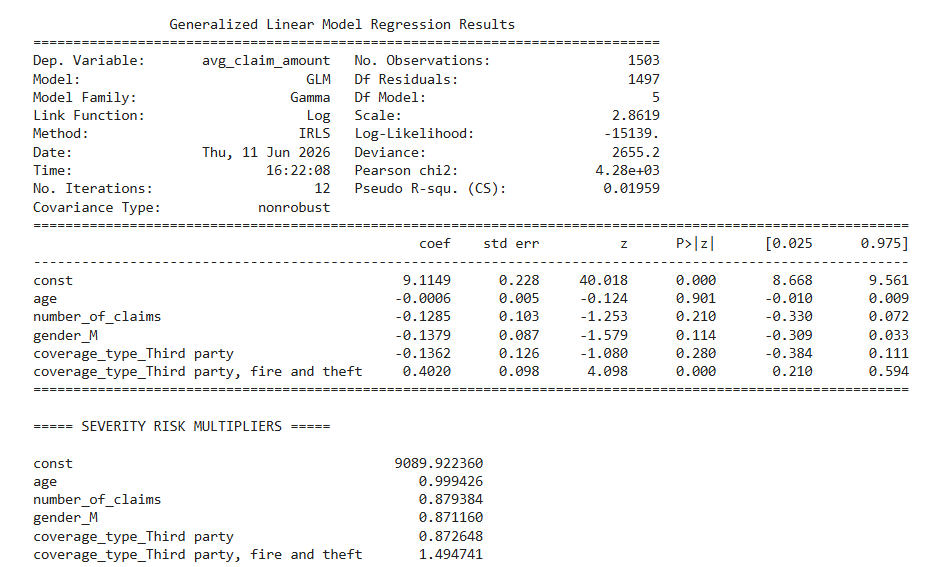 Generalized Linear Model Regression Results
==============================================================================
Dep. Variable: avg_claim_amount No. Observations: 1503
Model: GLM Df Residuals: 1497
Model Family: Gamma Df Model: 5
Link Function: Log Scale: 2.8619
Method: IRLS Log-Likelihood: -15139.
Date: Thu, 11 Jun 2026 Deviance: 2655.2
Time: 16:22:08 Pearson chi2: 4.28e+03
No. Iterations: 12 Pseudo R-squ. (CS): 0.01959
Covariance Type: nonrobust
=============================================================================================================
coef std err z P>|z| [0.025 0.975]
-------------------------------------------------------------------------------------------------------------
const 9.1149 0.228 40.018 0.000 8.668 9.561
age -0.0006 0.005 -0.124 0.901 -0.010 0.009
number_of_claims -0.1285 0.103 -1.253 0.210 -0.330 0.072
gender_M -0.1379 0.087 -1.579 0.114 -0.309 0.033
coverage_type_Third party -0.1362 0.126 -1.080 0.280 -0.384 0.111
coverage_type_Third party, fire and theft 0.4020 0.098 4.098 0.000 0.210 0.594
=============================================================================================================
===== SEVERITY RISK MULTIPLIERS =====
const 9089.922360
age 0.999426
number_of_claims 0.879384
gender_M 0.871160
coverage_type_Third party 0.872648
coverage_type_Third party, fire and theft 1.494741